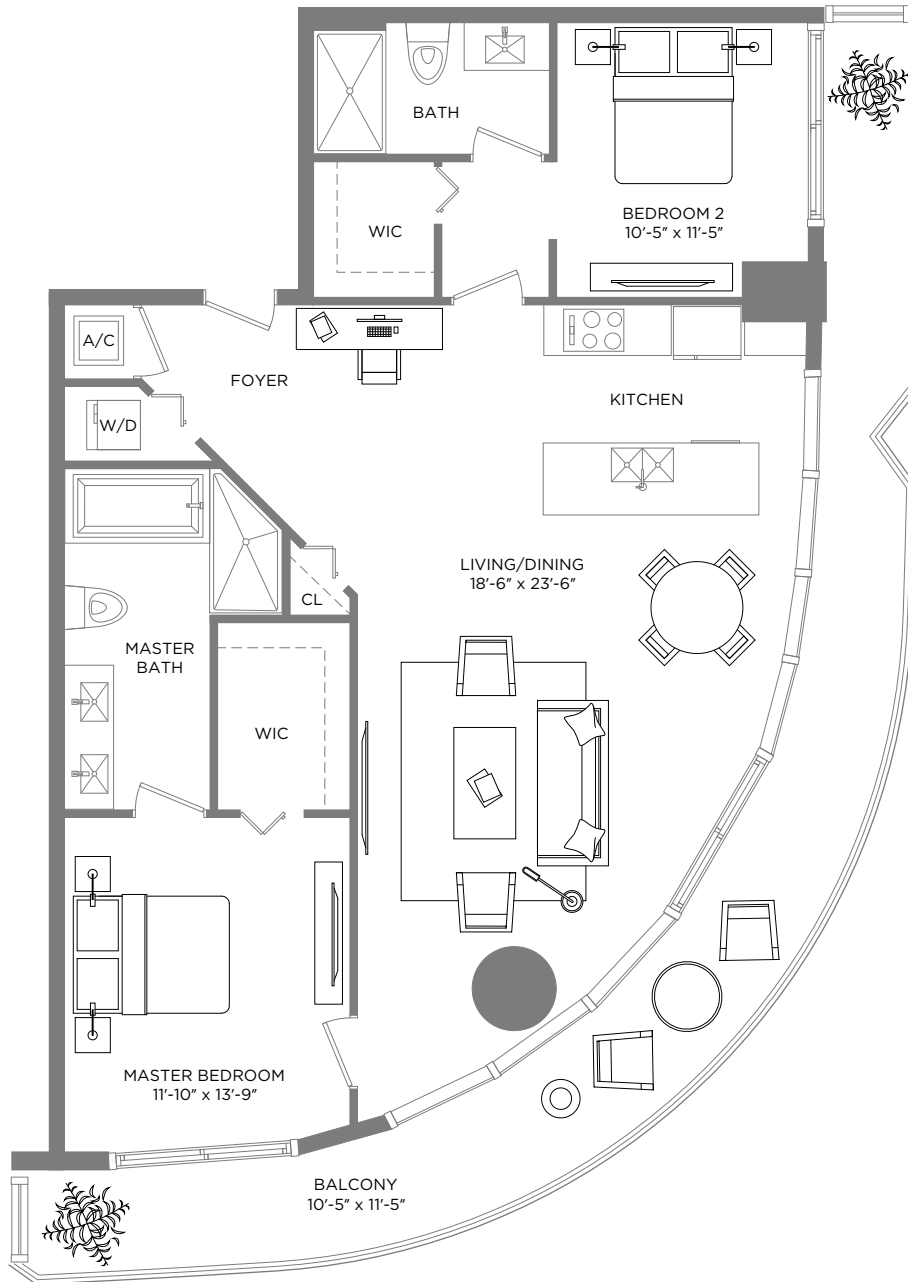 BATH
WIC
BEDROOM 2
10'-5" x 11'-5"
A/C
FOYER
W/D
KITCHEN
LIVING/DINING
18'-6" x 23'-6"
CL
MASTER
BATH
WIC
MASTER BEDROOM
11'-10" x 13'-9"
BALCONY
10'-5" x 11'-5"